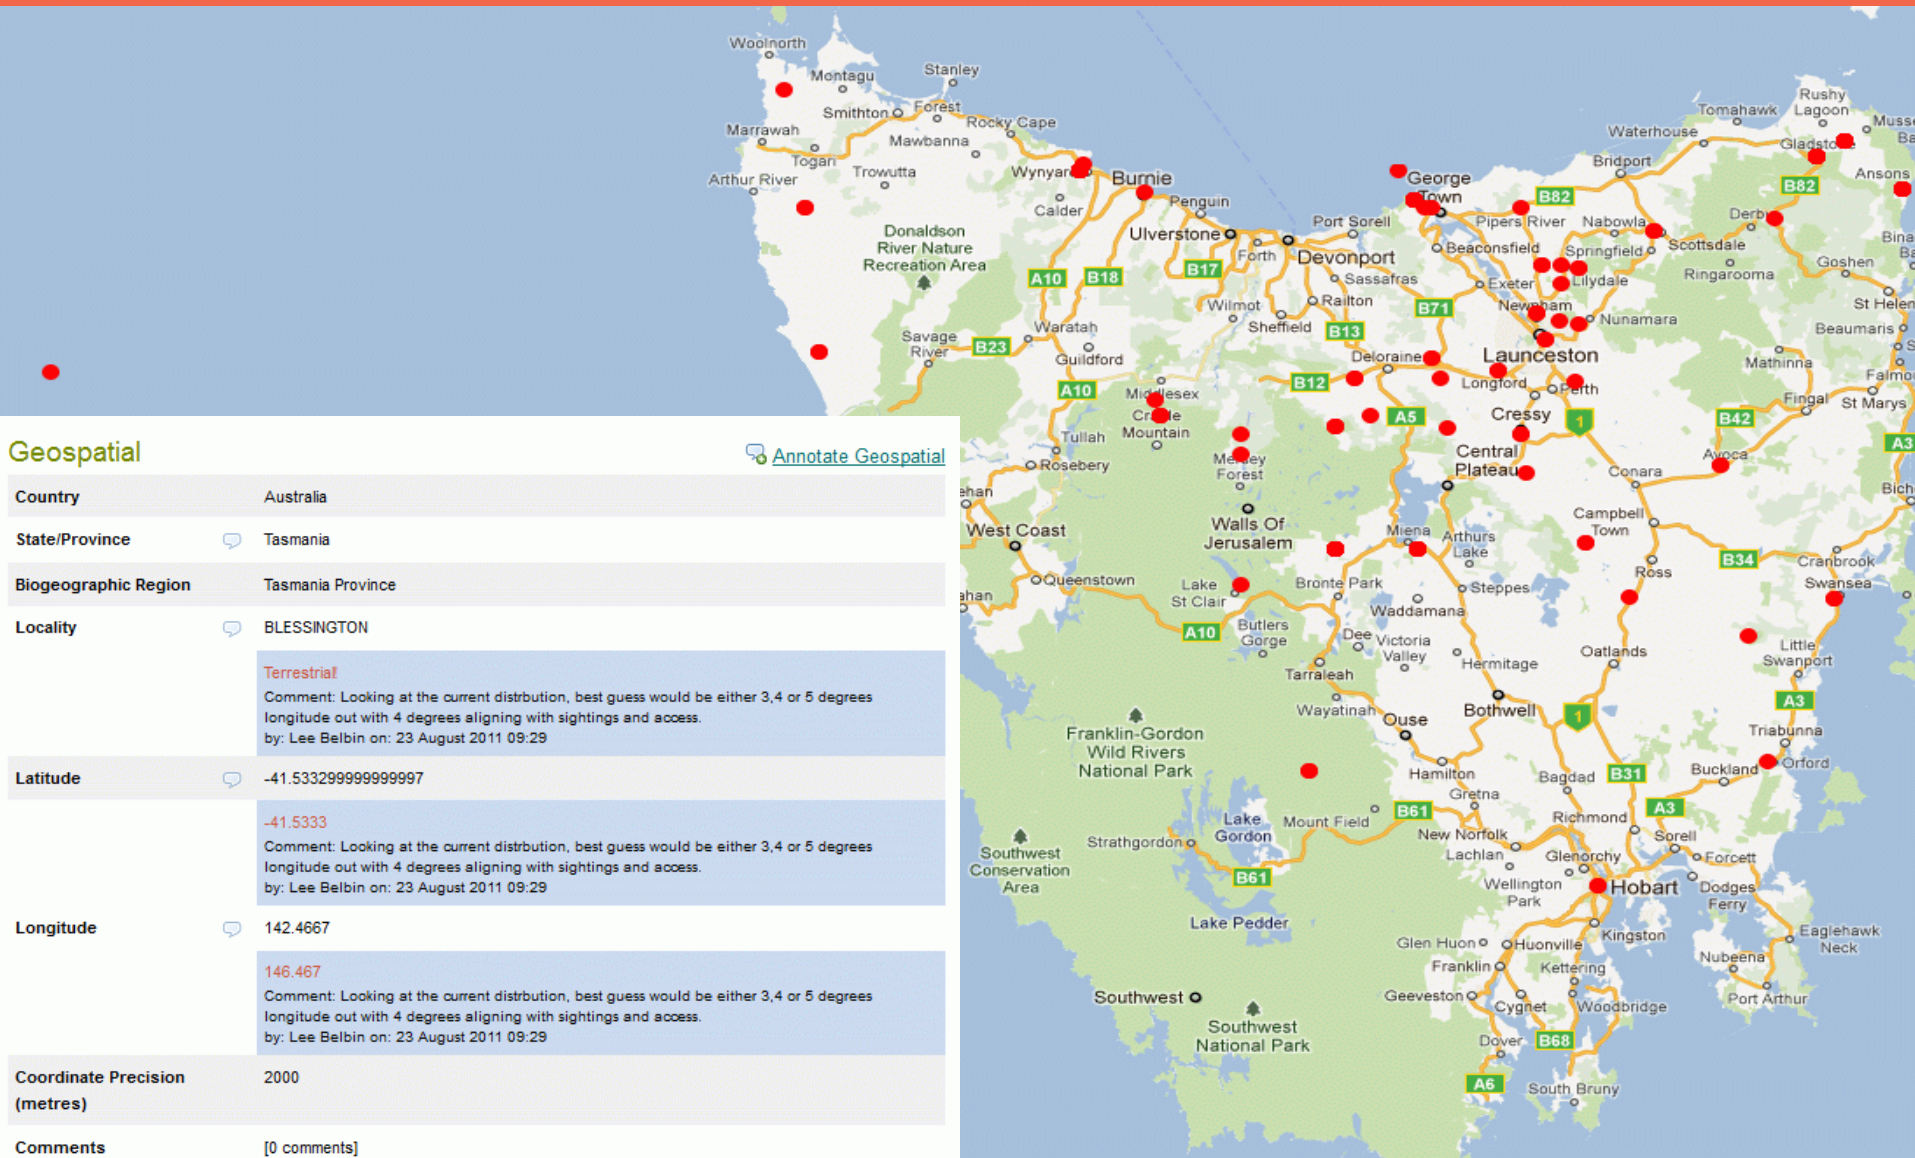 Woolnorth
Montagu
Stanley
Smithton
Forest
Rocky Cape
Marrawah
Mawbanna
Togari
Arthur River
Trowutta
Wynyar
Burnie
Calder
Penguin
Donaldson
River Nature
Recreation Area
Ulverstone
Forth
Devonport
Port Sorell
George
Town
Tomahawk
Rushy
Lagoon
Waterhouse
Bridport
Gladsto
Musse
Ba
Ansons
B82
B82
Pipers River
Nabowla
Derb
Beaconsfield
Springfield
Scottsdale
Ringarooma
Goshen
Bina
Ba
A10
B18
B17
Sassafras
Exeter
Lilydale
St Helen
Wilmot
Railton
B71
Newnham
Nunamara
Beaumaris
Savage
River
B23
Waratah
Guildford
Sheffield
B13
Deloraine
Launceston
Mathinna
S
Falmo
A10
Middlesex
Cradle
Mountain
B12
Longford
Perth
Fingal
St Marys
A5
Cressy
1
B42
A3
Tullah
Rosebery
Mersey
Forest
Central
Plateau
Avoca
Conara
ehan
Bich
West Coast
Walls Of
Jerusalem
Miena
Arthurs
Lake
Campbell
Town
B34
Cranbrook
Swansea
Queenstown
Lake
St Clair
Bronte Park
Steppes
Ross
ahan
A10
Butlers
Gorge
Waddamana
Dee
Victoria
Valley
Hermitage
Oatlands
Little
Swanport
Tarraleah
Wayatinah
Ouse
Bothwell
1
A3
Triabunna
Franklin-Gordon
Wild Rivers
National Park
Hamilton
Bagdad
B31
Buckland
Orford
Gretna
A3
Lake
Gordon
Mount Field
B61
Richmond
Strathgordon
New Norfolk
Sorell
Southwest
Conservation
Area
B61
Lachlan
Glenorchy
Forcett
Wellington
Park
Hobart
Dodges
Ferry
Lake Pedder
Glen Huon
Huonville
Kingston
Eaglehawk
Neck
Franklin
Kettering
Nubeena
Southwest
Geeveston
Cygnet
Woodbridge
Port Arthur
Southwest
National Park
Dover
B68
A6
South Bruny
Geospatial
Annotate Geospatial
Country Australia
State/Province Tasmania
Biogeographic Region Tasmania Province
Locality BLESSINGTON
Terrestrial!
Comment: Looking at the current distrbution, best guess would be either 3,4 or 5 degrees
longitude out with 4 degrees aligning with sightings and access.
by: Lee Belbin on: 23 August 2011 09:29
Latitude -41.533299999999997
-41.5333
Comment: Looking at the current distrbution, best guess would be either 3,4 or 5 degrees
longitude out with 4 degrees aligning with sightings and access.
by: Lee Belbin on: 23 August 2011 09:29
Longitude 142.4667
146.467
Comment: Looking at the current distrbution, best guess would be either 3,4 or 5 degrees
longitude out with 4 degrees aligning with sightings and access.
by: Lee Belbin on: 23 August 2011 09:29
Coordinate Precision 2000
(metres)
Comments [0 comments]